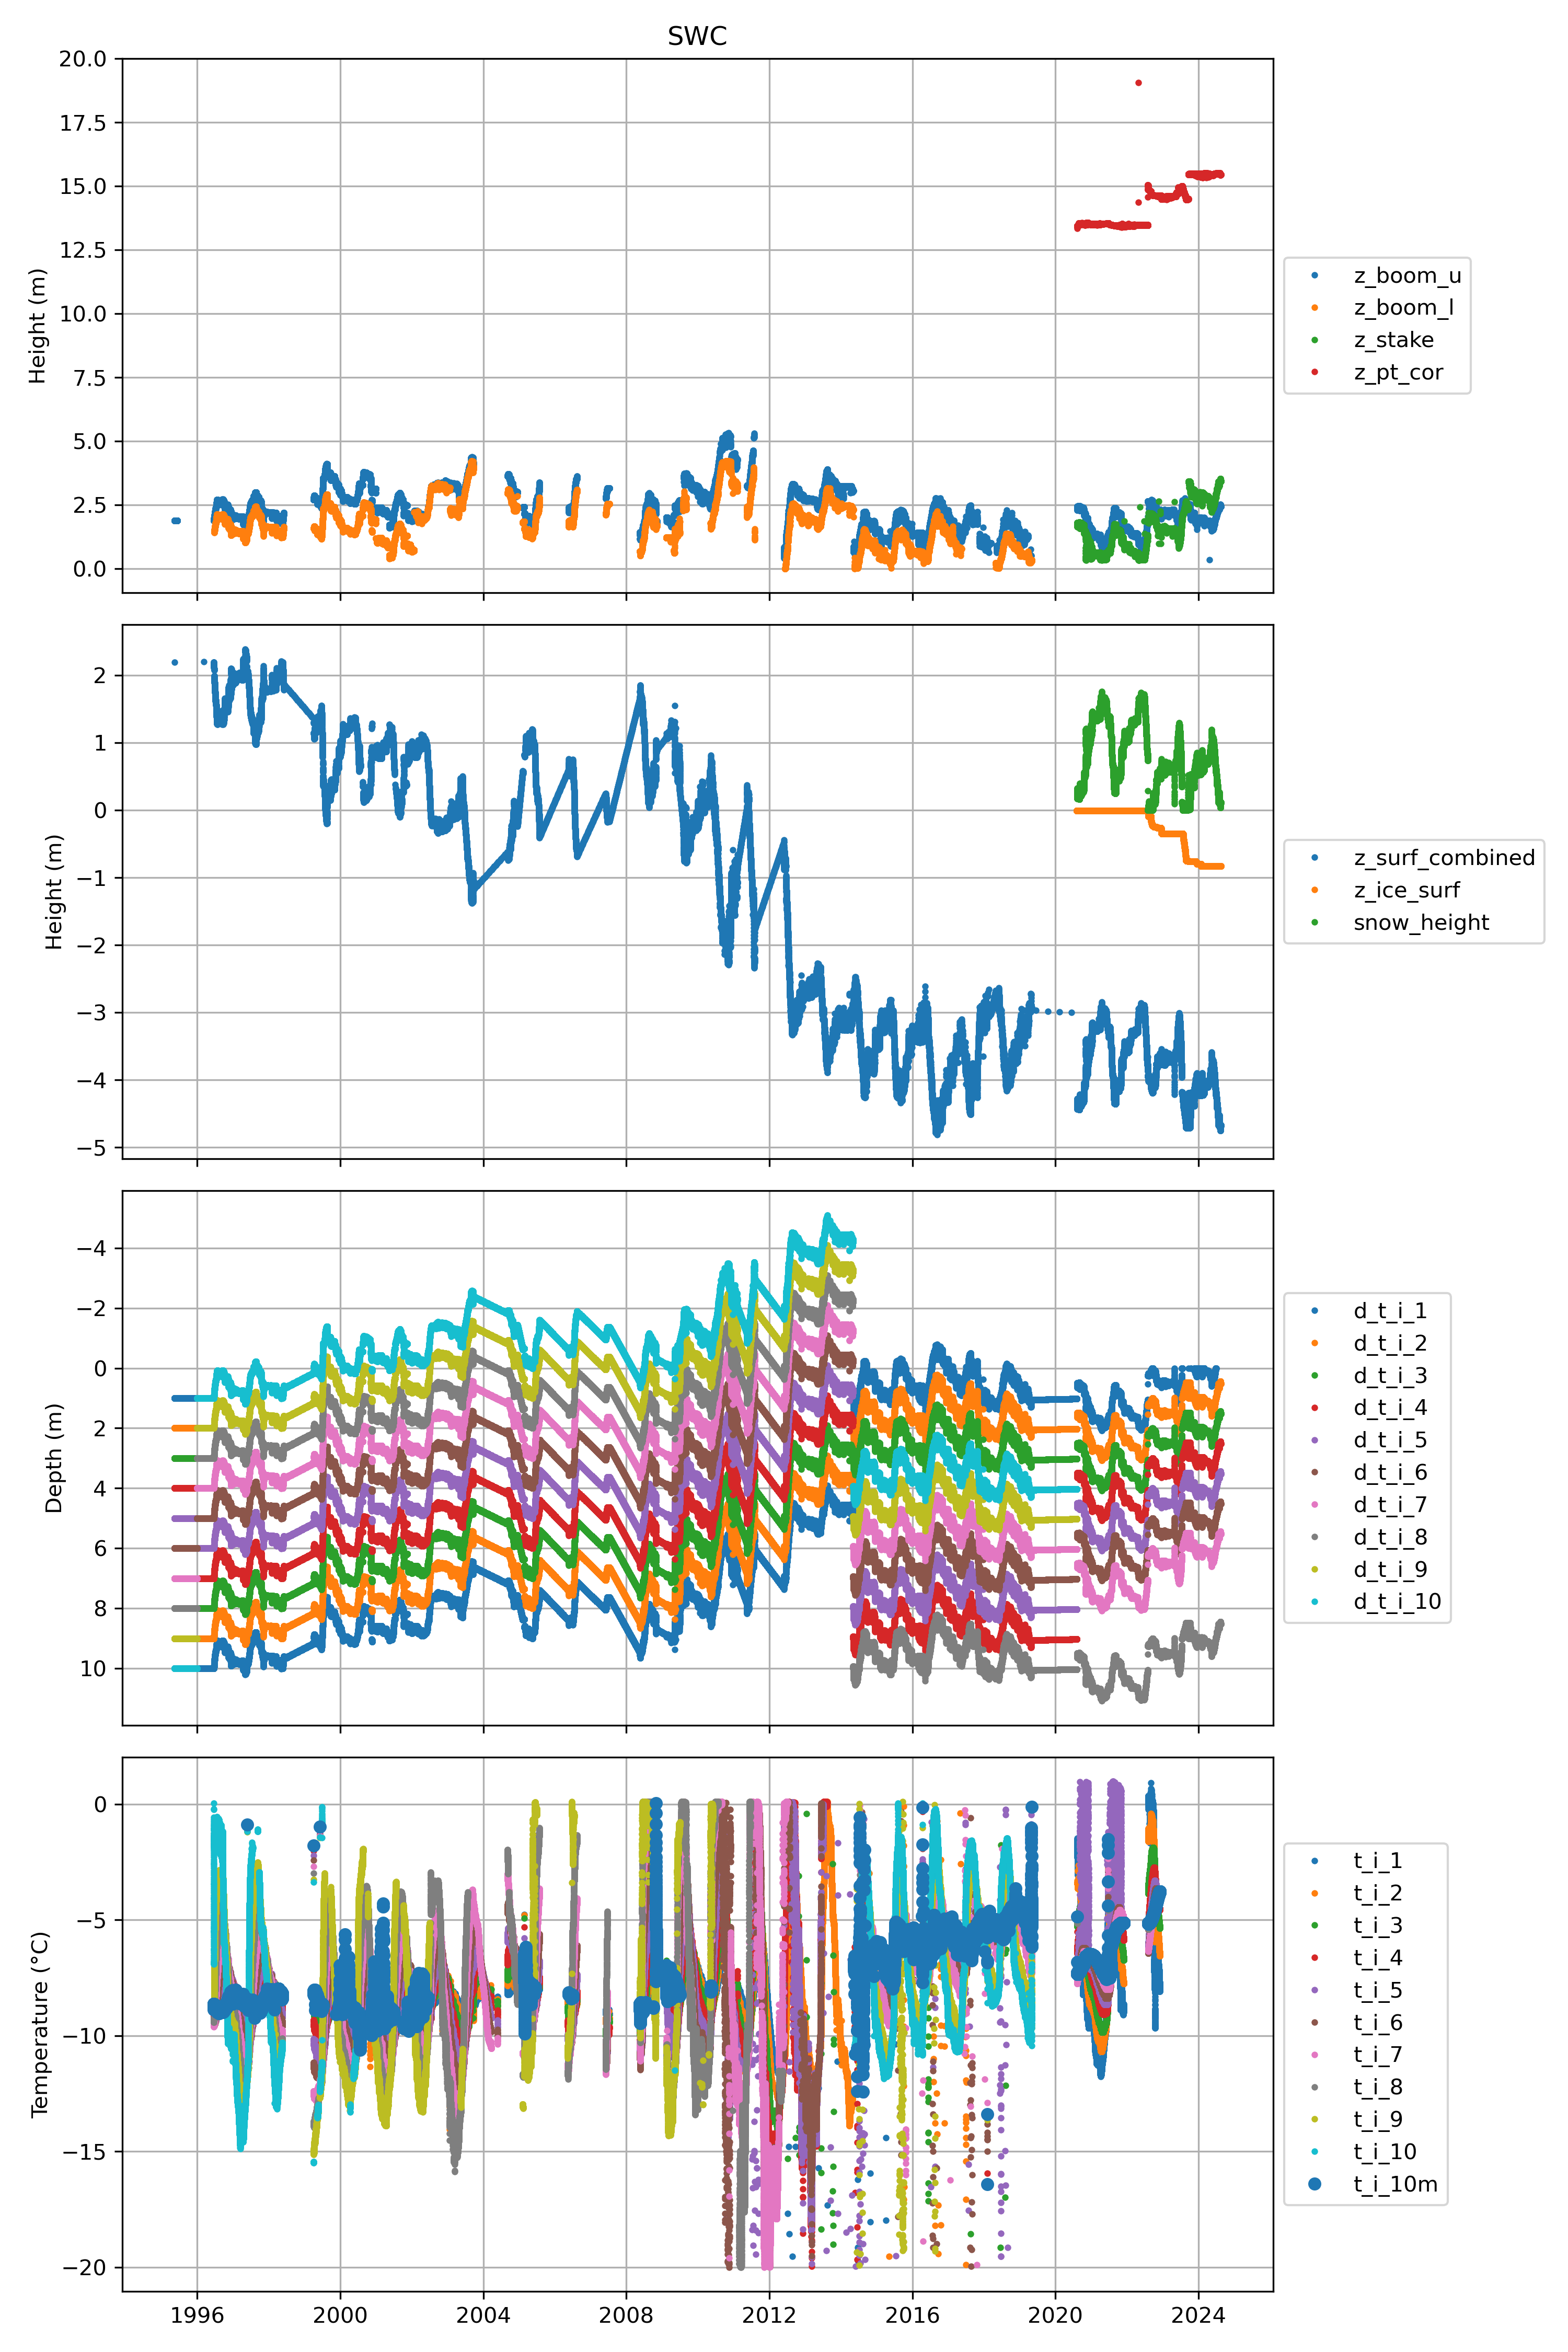 SWC
20.0
17.5
15.0
12.5
10.0
7.5
5.0
2.5
0.0
Height (m)
z_boom_u
z_boom_l
z_stake
z_pt_cor
2
1
0
−1
−2
−3
−4
−5
Height (m)
z_surf_combined
z_ice_surf
snow_height
−4
−2
0
2
4
6
8
10
Depth (m)
d_t_i_1
d_t_i_2
d_t_i_3
d_t_i_4
d_t_i_5
d_t_i_6
d_t_i_7
d_t_i_8
d_t_i_9
d_t_i_10
0
−5
−10
−15
−20
Temperature (°C)
t_i_1
t_i_2
t_i_3
t_i_4
t_i_5
t_i_6
t_i_7
t_i_8
t_i_9
t_i_10
t_i_10m
1996 2000 2004 2008 2012 2016 2020 2024